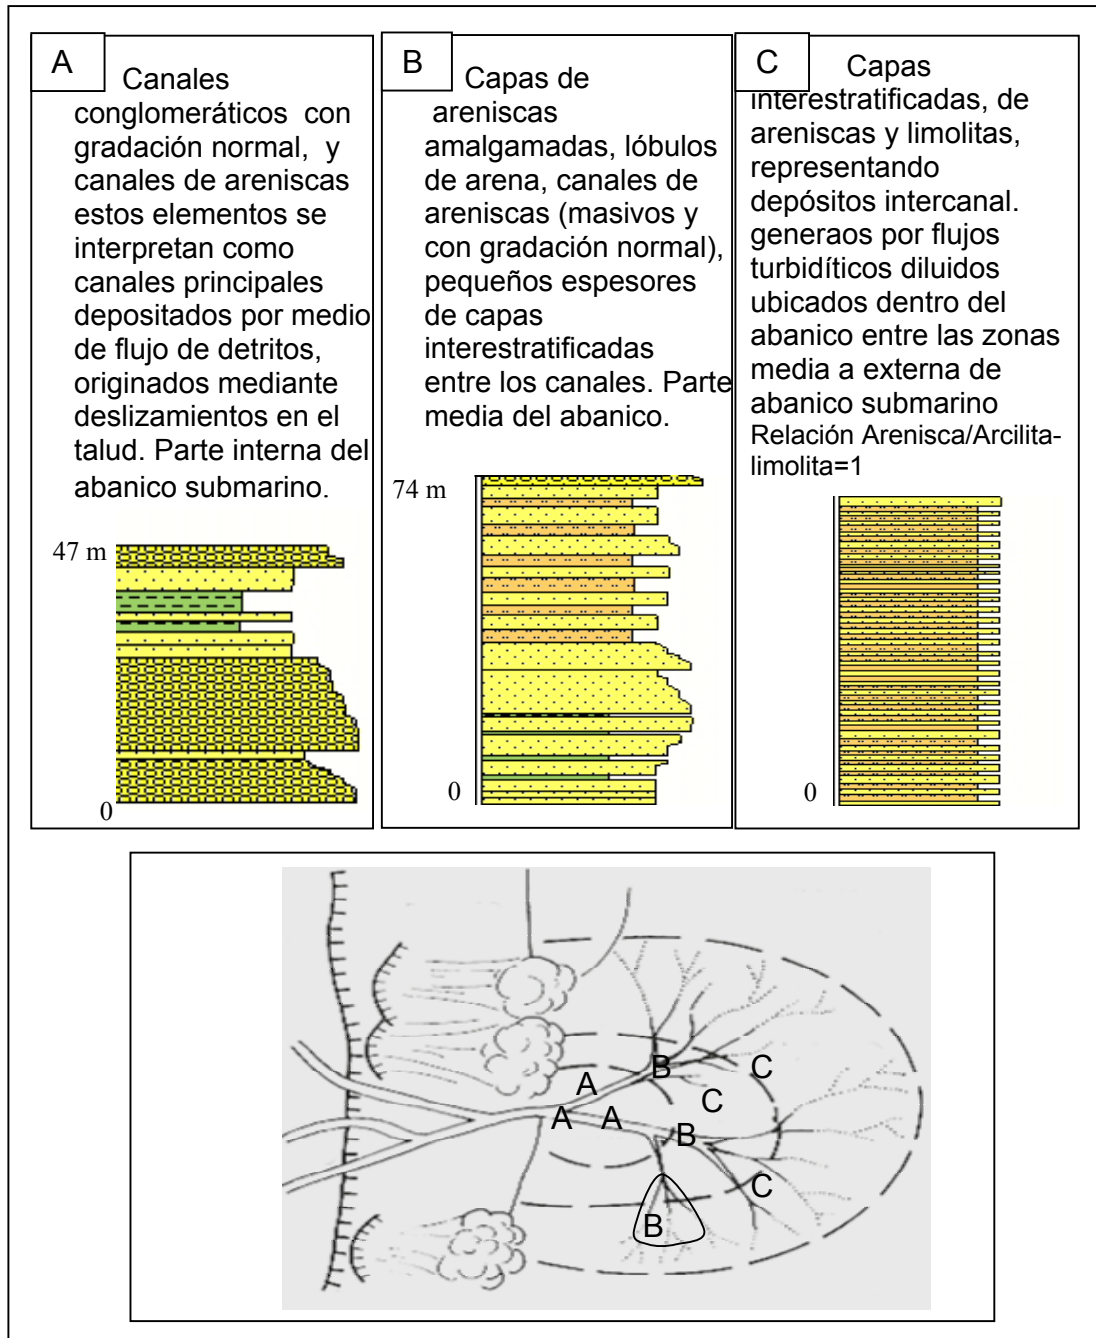 A
Canales
conglomeráticos con
gradación normal, y
canales de areniscas
estos elementos se
interpretan como
canales principales
depositados por medio
de flujo de detritos,
originados mediante
deslizamientos en el
talud. Parte interna del
abanico submarino.
47 m
0
B
Capas de
areniscas
amalgamadas, lóbulos
de arena, canales de
areniscas (masivos y
con gradación normal),
pequeños espesores
de capas
interestratificadas
entre los canales. Parte
media del abanico.
74 m
0
C
Capas
interestratificadas, de
areniscas y limolitas,
representando
depósitos intercanal.
generaos por flujos
turbidíticos diluidos
ubicados dentro del
abanico entre las zonas
media a externa de
abanico submarino
Relación Arenisca/Arcilita-
limolita=1
0
B
C
A
C
A
A
B
C
B